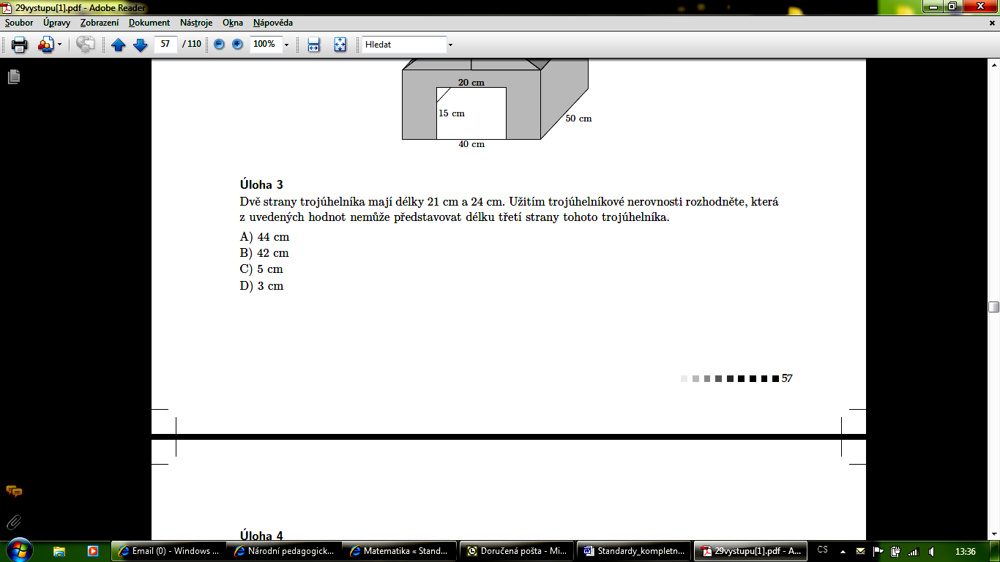 29vystupu[1].pdf - Adobe Reader
Soubor Úpravy Zobrazení Dokument Nástroje Okna Nápověda
57 / 110 100% Hledat
20 cm
15 cm
50 cm
40 cm
Úloha 3
Dvě strany trojúhelníka mají délky 21 cm a 24 cm. Užitím trojúhelníkové nerovnosti rozhodněte, která
z uvedených hodnot nemůže představovat délku třetí strany tohoto trojúhelníka.
A) 44 cm
B) 42 cm
C) 5 cm
D) 3 cm
57
Úloha 4
Email (0) - Windows ... Národní pedagogick... Matematika « Stand... Doručená pošta - Mi... Standardy_kompletn... 29vystupu[1].pdf - A... CS 13:36